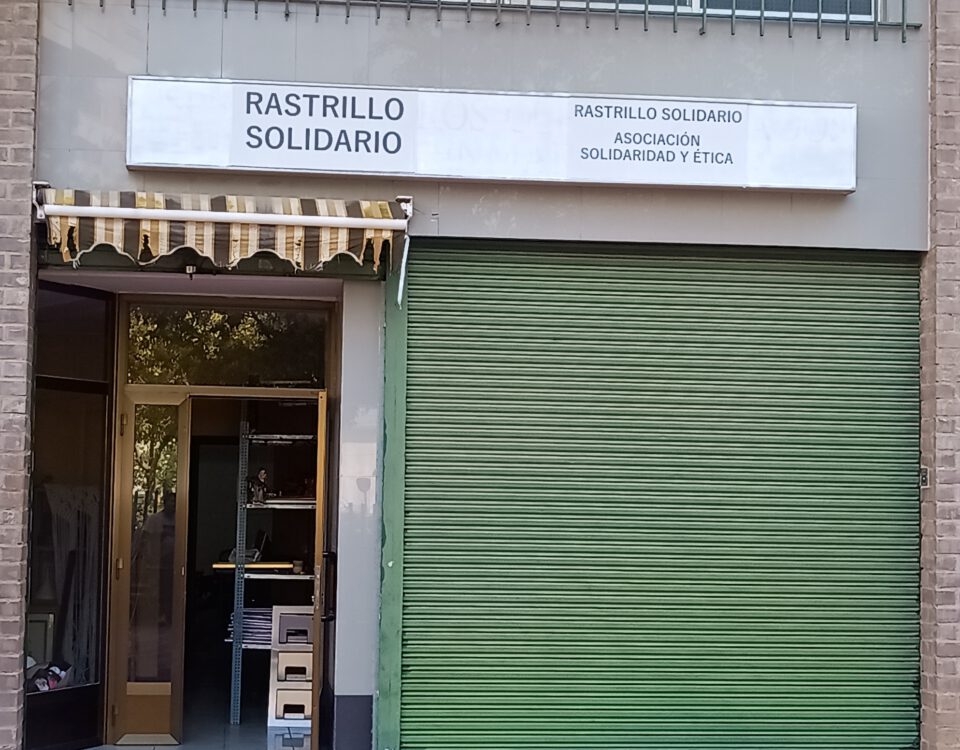 RASTRILLO
SOLIDARIO
RASTRILLO SOLIDARIO
ASOCIACIÓN
SOLIDARIDAD Y ÉTICA